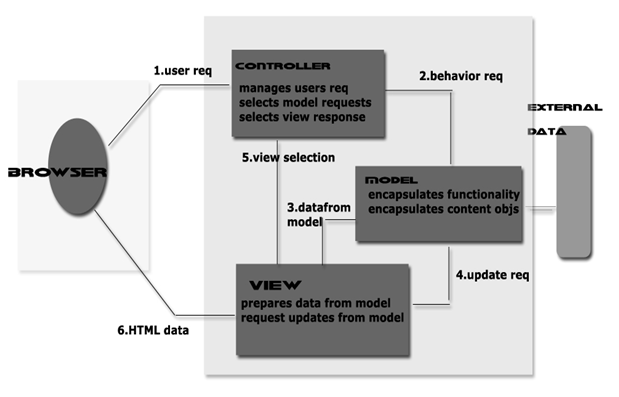 1.user req
CONTROLLER
manages users req
selects model requests
selects view response
2.behavior req
EXTERNAL
DATA
BROWSER
5.view selection
MODEL
encapsulates functionality
encapsulates content objs
3.datafrom
model
4.update req
VIEW
prepares data from model
request updates from model
6.HTML data